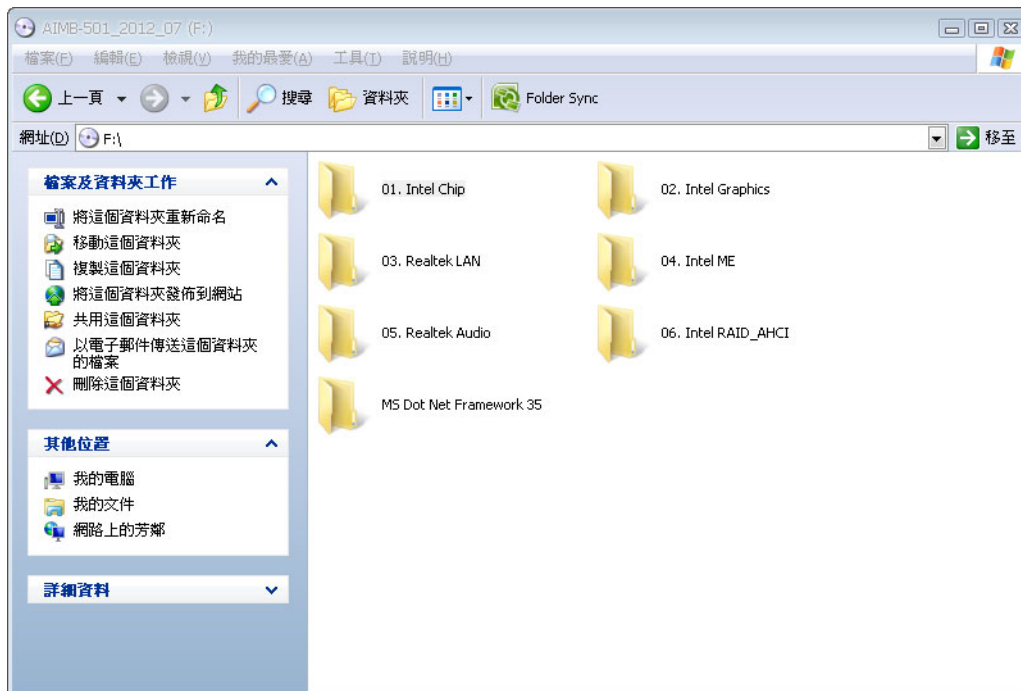 AIMB-501_2012_07 (F:)
檔案(F) 編輯(E) 檢視(V) 我的最愛(A) 工具(T) 說明(H)
上一頁 搜尋 資料夾 Folder Sync
網址(D) F:\ 移至
檔案及資料夾工作
將這個資料夾重新命名
移動這個資料夾
複製這個資料夾
將這個資料夾發佈到網站
共用這個資料夾
以電子郵件傳送這個資料夾
的檔案
刪除這個資料夾
其他位置
我的電腦
我的文件
網路上的芳鄰
詳細資料
01. Intel Chip
02. Intel Graphics
03. Realtek LAN
04. Intel ME
05. Realtek Audio
06. Intel RAID_AHCI
MS Dot Net Framework 35